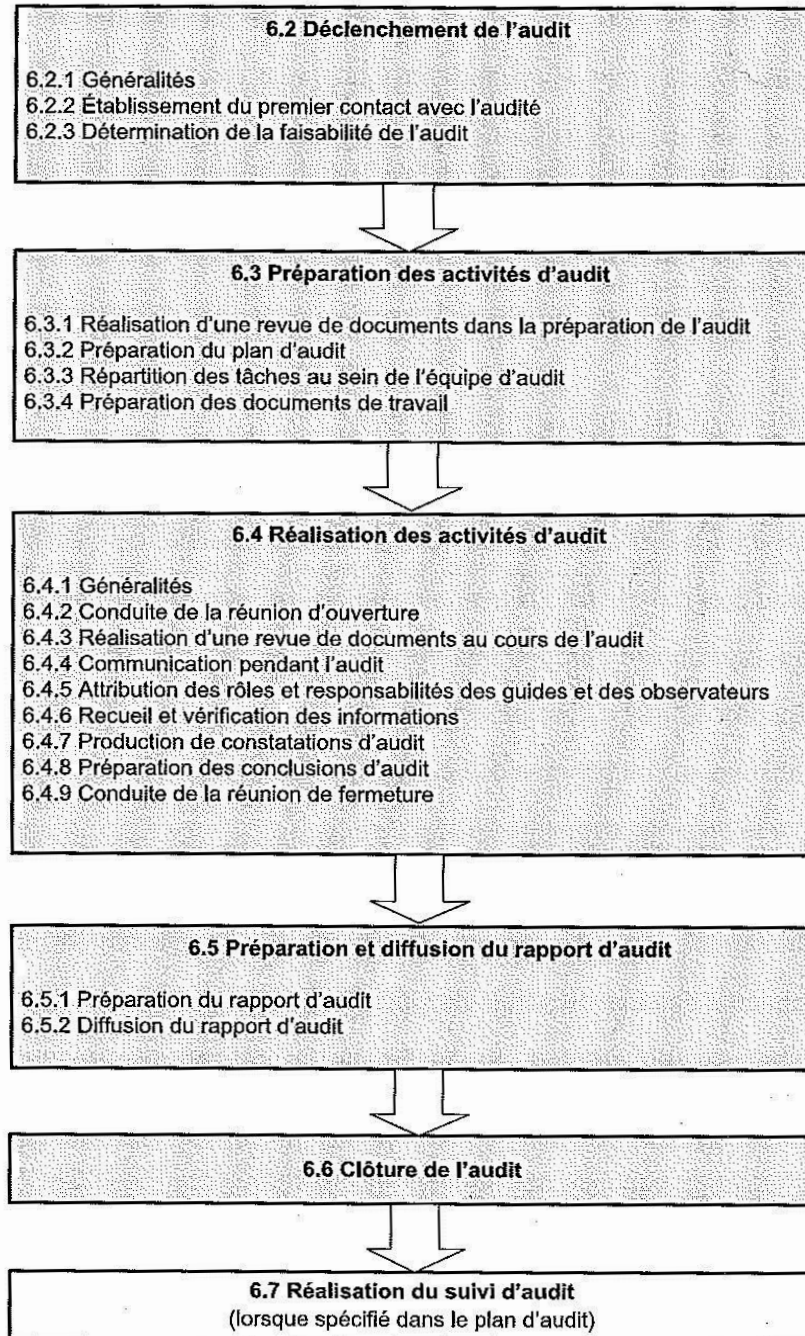 6.2 Déclenchement de l'audit
6.2.1 Généralités
6.2.2 Établissement du premier contact avec l'audité
6.2.3 Détermination de la faisabilité de l'audit
6.3 Préparation des activités d'audit
6.3.1 Réalisation d'une revue de documents dans la préparation de l'audit
6.3.2 Préparation du plan d'audit
6.3.3 Répartition des tâches au sein de l'équipe d'audit
6.3.4 Préparation des documents de travail
6.4 Réalisation des activités d'audit
6.4.1 Généralités
6.4.2 Conduite de la réunion d'ouverture
6.4.3 Réalisation d'une revue de documents au cours de l'audit
6.4.4 Communication pendant l'audit
6.4.5 Attribution des rôles et responsabilités des guides et des observateurs
6.4.6 Recueil et vérification des informations
6.4.7 Production de constatations d'audit
6.4.8 Préparation des conclusions d'audit
6.4.9 Conduite de la réunion de fermeture
6.5 Préparation et diffusion du rapport d'audit
6.5.1 Préparation du rapport d'audit
6.5.2 Diffusion du rapport d'audit
6.6 Clôture de l'audit
6.7 Réalisation du suivi d'audit
(lorsque spécifié dans le plan d'audit)